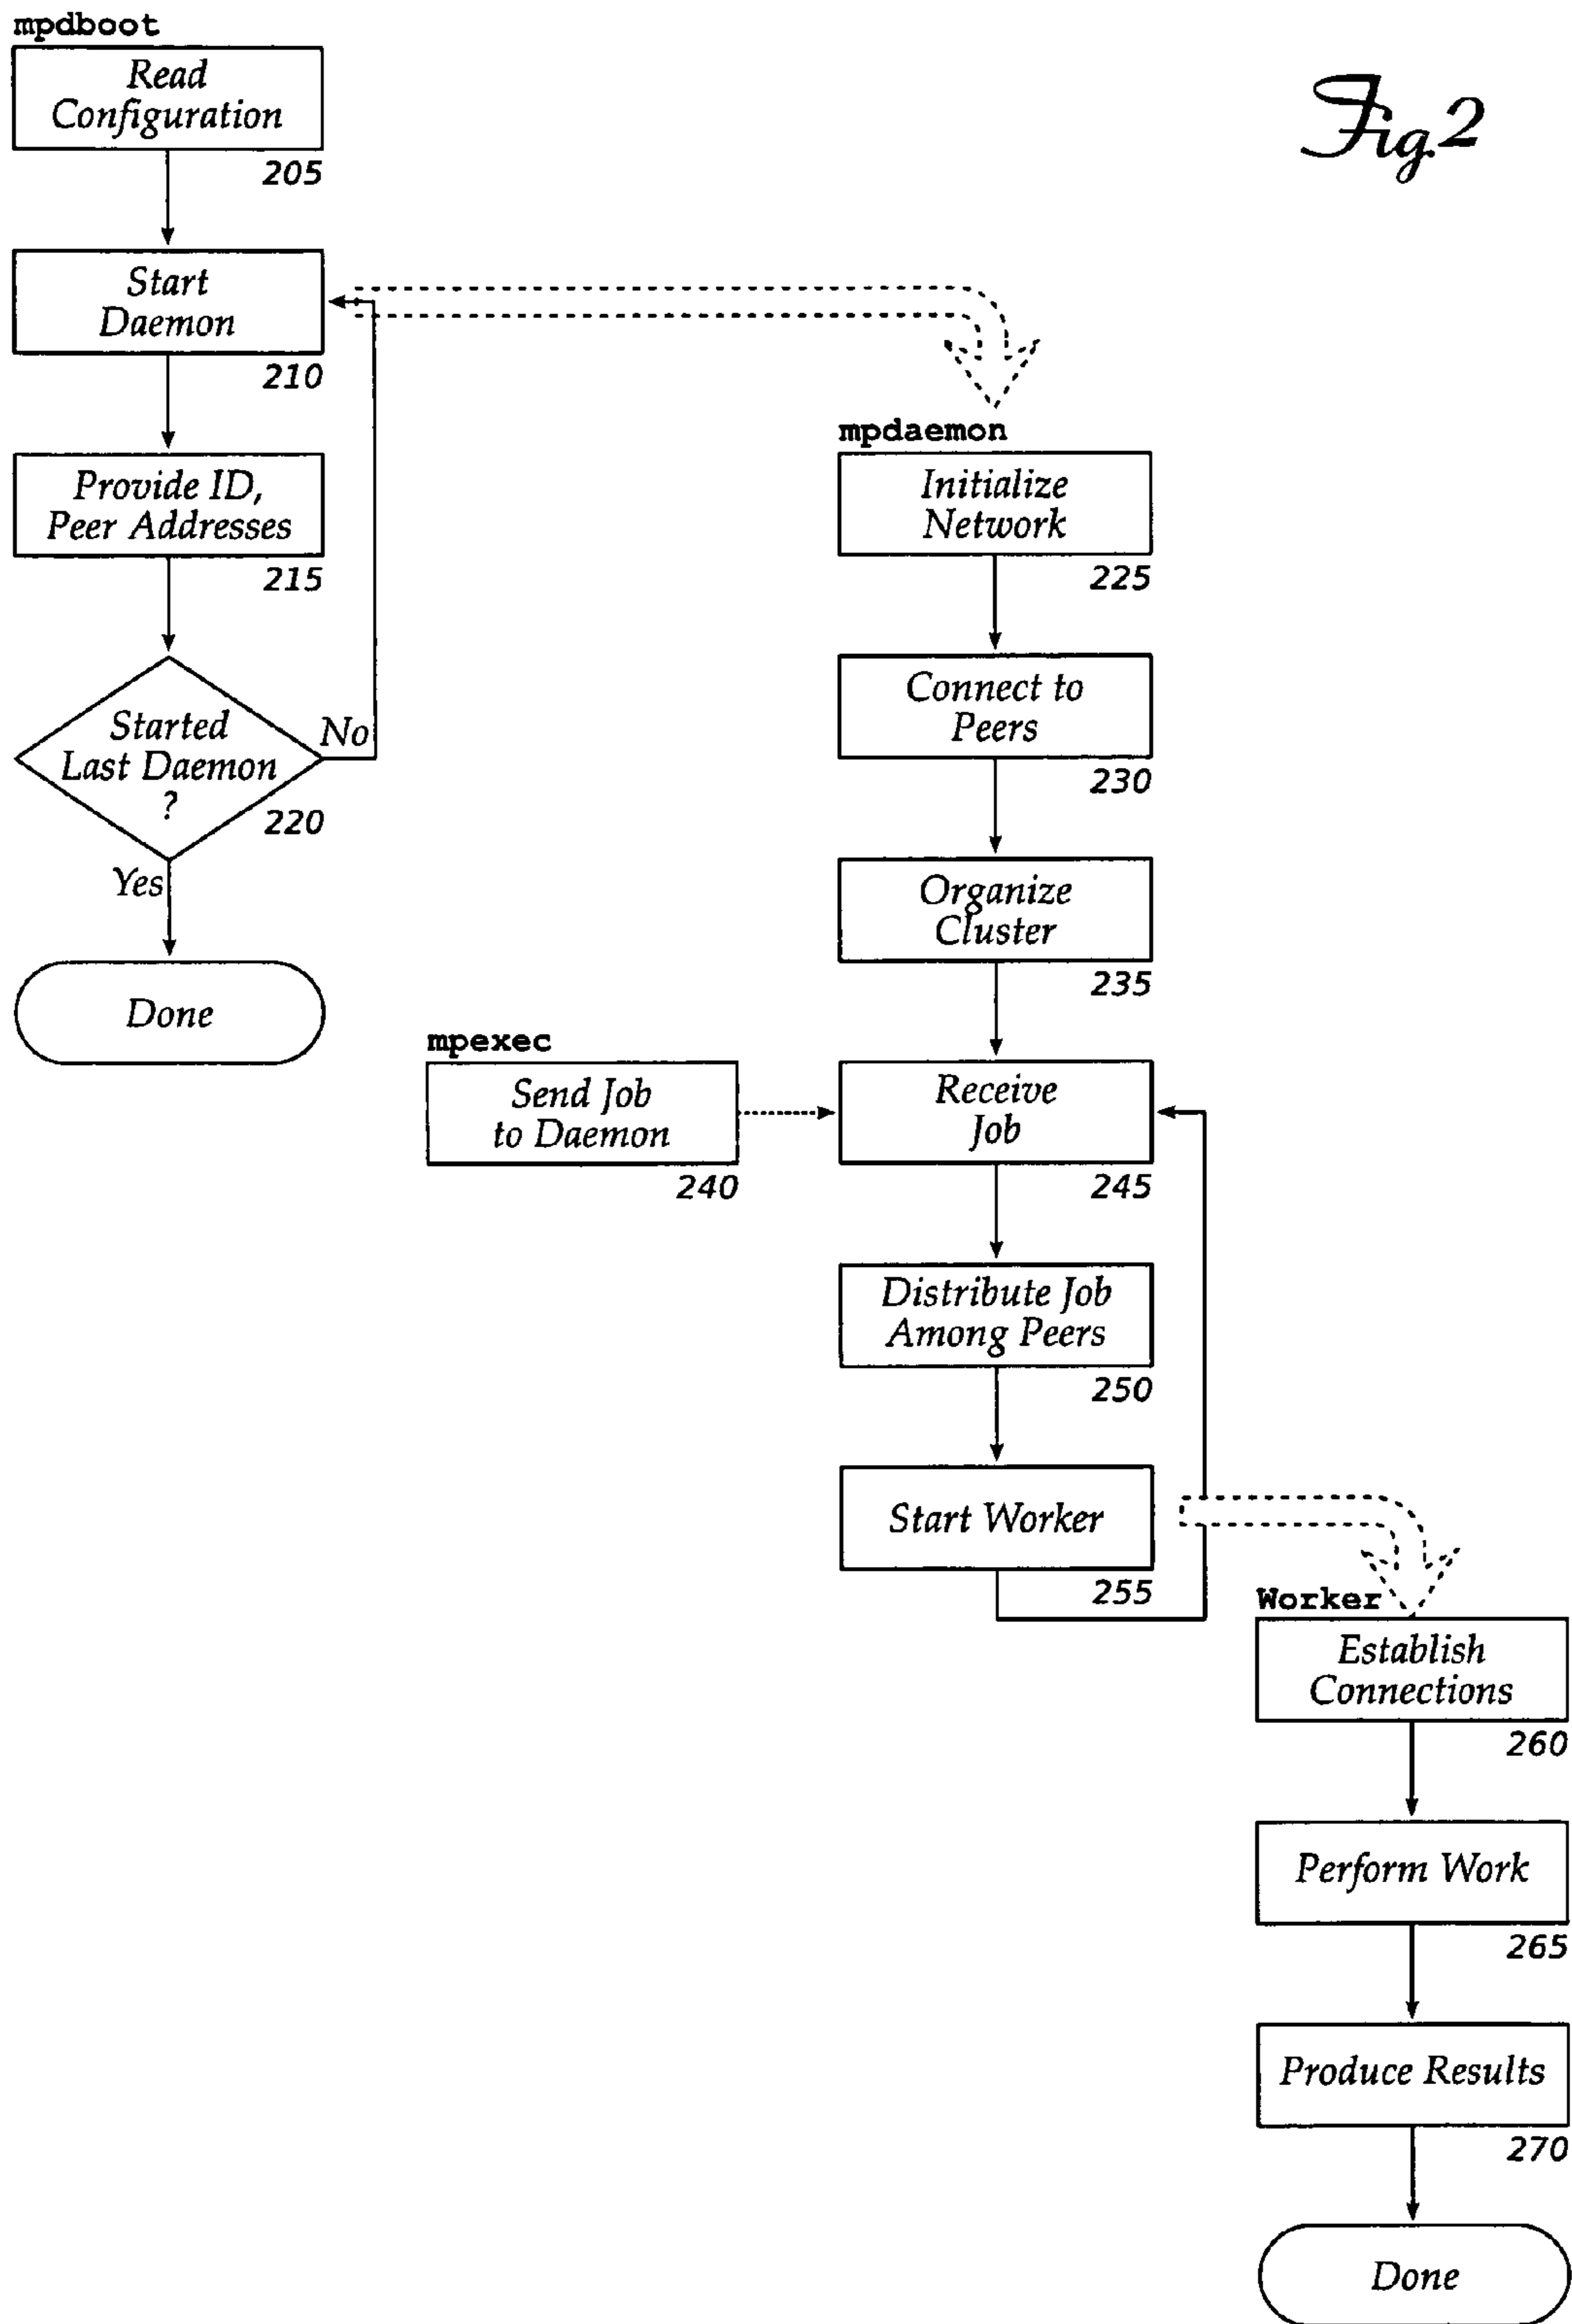 mpdboot
Read
Configuration
205
Fig.2
Start
Daemon
210
Provide ID,
Peer Addresses
215
Started
Last Daemon
?
No
220
Yes
Done
mpdaemon
Initialize
Network
225
Connect to
Peers
230
Organize
Cluster
235
mpexec
Send Job
to Daemon
240
Receive
Job
245
Distribute Job
Among Peers
250
Start Worker
255
Worker
Establish
Connections
260
Perform Work
265
Produce Results
270
Done